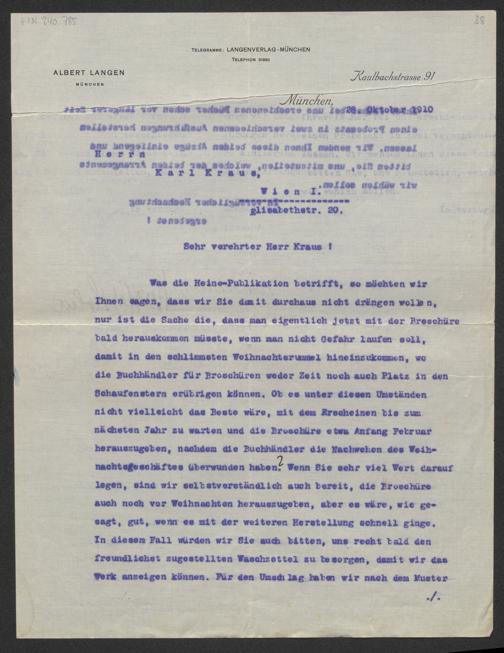 H.I.N. 240.785
38
TELEGRAMME: LANGENVERLAG-MÜNCHEN
TELEPHON
ALBERT LANGEN
MÜNCHEN
Kaulbachstrasse 91
München, 28. Oktober 1910
Herrn
Karl Kraus,
Wien I.
Elisabethstr. 20.
Sehr verehrter Herr Kraus !
Was die Heine-Publikation betrifft, so möchten wir
Ihnen sagen, dass wir Sie damit durchaus nicht drängen wollen,
nur ist die Sache die, dass man eigentlich jetzt mit der Broschüre
bald herauskommen müsste, wenn man nicht Gefahr laufen soll,
damit in den schlimmsten Weihnachtsrummel hineinzukommen, wo
die Buchhändler für Broschüren weder Zeit noch auch Platz in den
Schaufenstern erübrigen können. Ob es unter diesen Umständen
nicht vielleicht das Beste wäre, mit dem Erscheinen bis zum
nächsten Jahr zu warten und die Broschüre etwa Anfang Februar
herauszugeben, nachdem die Buchhändler die Nachwehen des Weih-
nachtsgeschäftes überwunden haben? Wenn Sie sehr viel Wert darauf
legen, sind wir selbstverständlich auch bereit, die Broschüre
auch noch vor Weihnachten herauszugeben, aber es wäre, wie ge-
sagt, gut, wenn es mit der weiteren Herstellung schnell ginge.
In diesem Fall würden wir Sie auch bitten, uns recht bald den
freundlichst zugestellten Waschzettel zu besorgen, damit wir das
Werk anzeigen können. Für den Umschlag haben wir nach dem Muster
./.